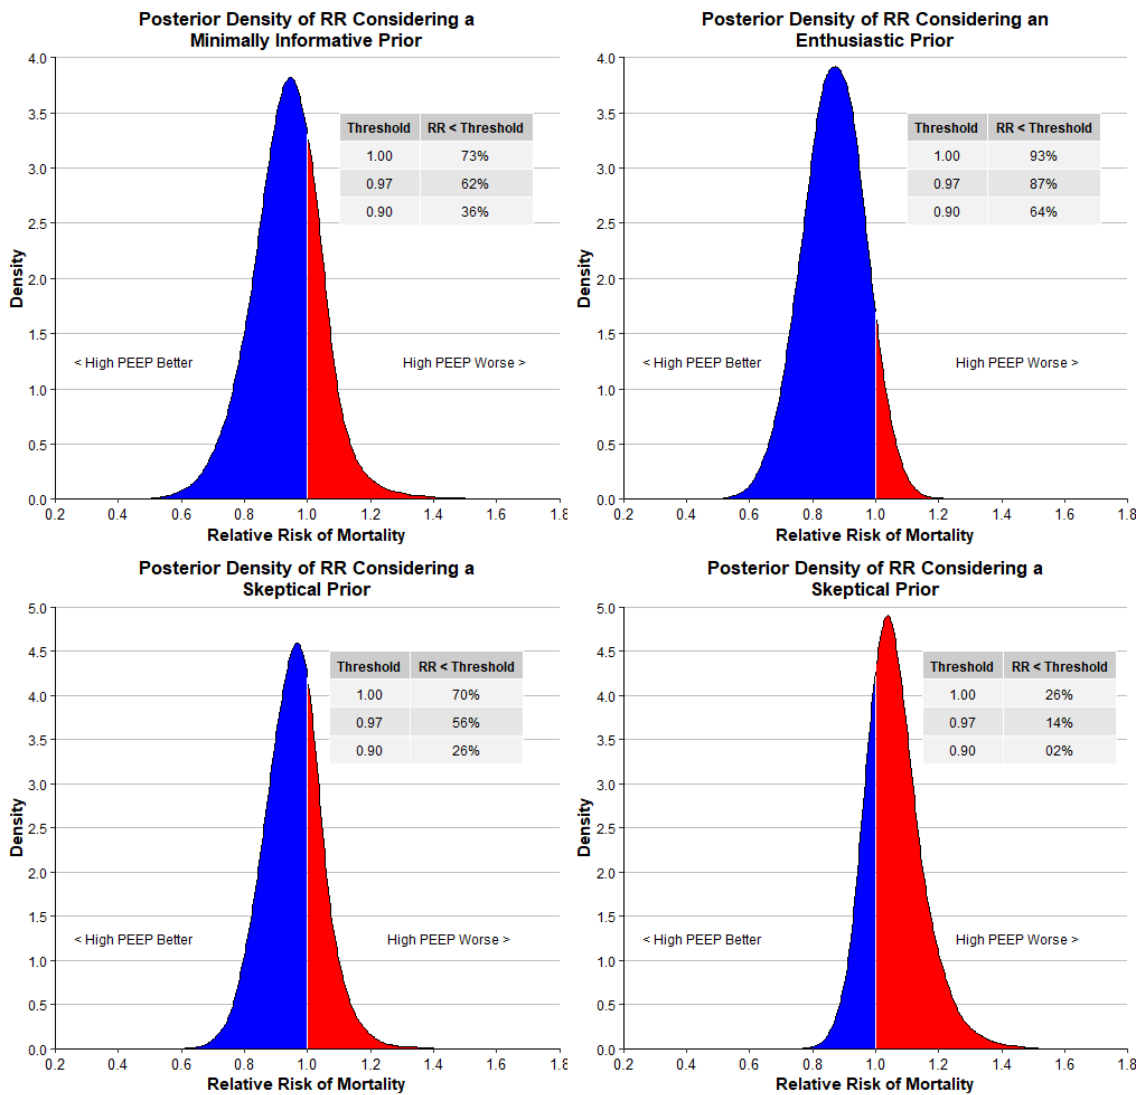 Posterior Density of RR Considering a
Minimally Informative Prior
4.0
3.5
3.0
2.5
2.0
1.5
1.0
0.5
0.0
Density
Threshold RR < Threshold
1.00 73%
0.97 62%
0.90 36%
< High PEEP Better High PEEP Worse >
0.2 0.4 0.6 0.8 1.0 1.2 1.4 1.6 1.8
Relative Risk of Mortality
Posterior Density of RR Considering an
Enthusiastic Prior
4.0
3.5
3.0
2.5
2.0
1.5
1.0
0.5
0.0
Density
Threshold RR < Threshold
1.00 93%
0.97 87%
0.90 64%
< High PEEP Better High PEEP Worse >
0.2 0.4 0.6 0.8 1.0 1.2 1.4 1.6 1.8
Relative Risk of Mortality
Posterior Density of RR Considering a
Skeptical Prior
5.0
4.5
4.0
3.5
3.0
2.5
2.0
1.5
1.0
0.5
0.0
Density
Threshold RR < Threshold
1.00 70%
0.97 56%
0.90 26%
< High PEEP Better High PEEP Worse >
0.2 0.4 0.6 0.8 1.0 1.2 1.4 1.6 1.8
Relative Risk of Mortality
Posterior Density of RR Considering a
Skeptical Prior
5.0
4.5
4.0
3.5
3.0
2.5
2.0
1.5
1.0
0.5
0.0
Density
Threshold RR < Threshold
1.00 26%
0.97 14%
0.90 02%
< High PEEP Better High PEEP Worse >
0.2 0.4 0.6 0.8 1.0 1.2 1.4 1.6 1.8
Relative Risk of Mortality